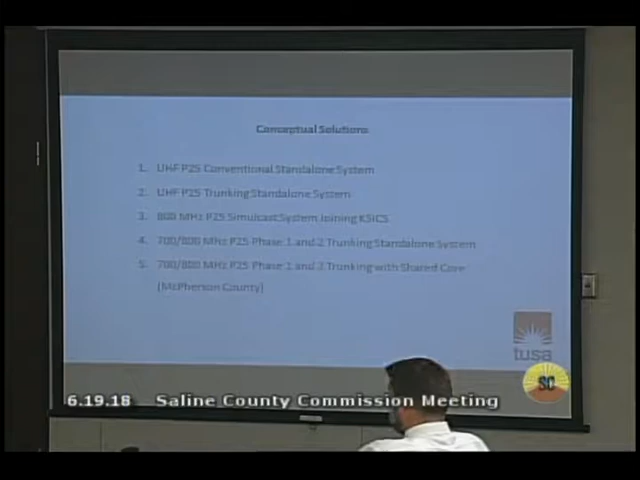 Conceptual Solutions
1. UHF P25 Conventional Standalone System
2. UHF P25 Trunking Standalone System
3. 800 MHz P25 Simulcast System Joining KSICS
4. 700/800 MHz P25 Phase 1 and 2 Trunking Standalone System
5. 700/800 MHz P25 Phase 1 and 2 Trunking with Shared Core
(McPherson County)
tusa
SC
6.19.18 Saline County Commission Meeting